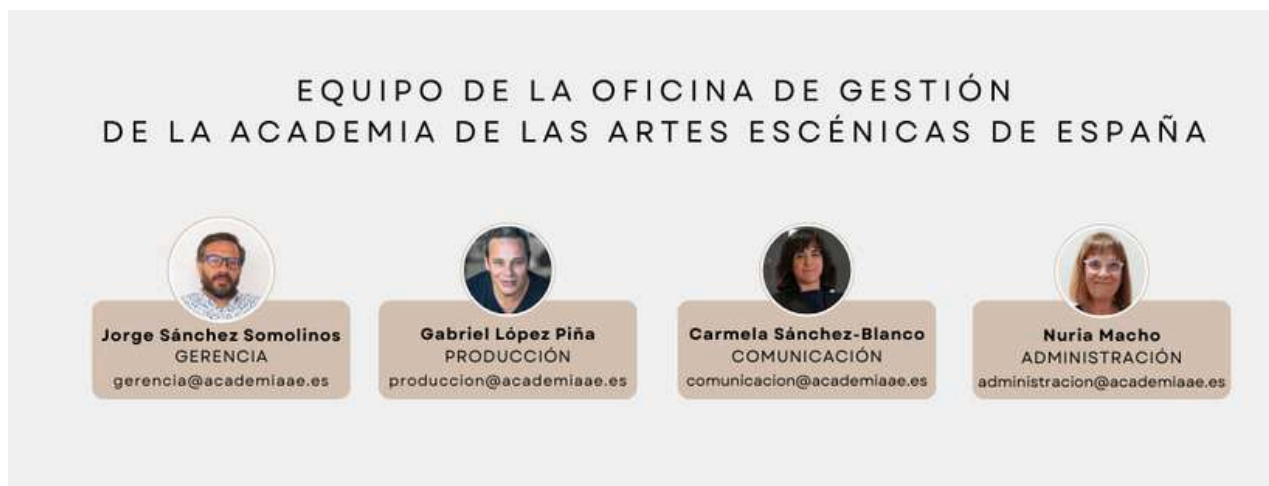 EQUIPO DE LA OFICINA DE GESTIÓN
DE LA ACADEMIA DE LAS ARTES ESCÉNICAS DE ESPAÑA
Jorge Sánchez Somolinos
GERENCIA
gerencia@academiaae.es
Gabriel López Piña
PRODUCCIÓN
produccion@academiaae.es
Carmela Sánchez-Blanco
COMUNICACIÓN
comunicacion@academiaae.es
Nuria Macho
ADMINISTRACIÓN
administracion@academiaae.es